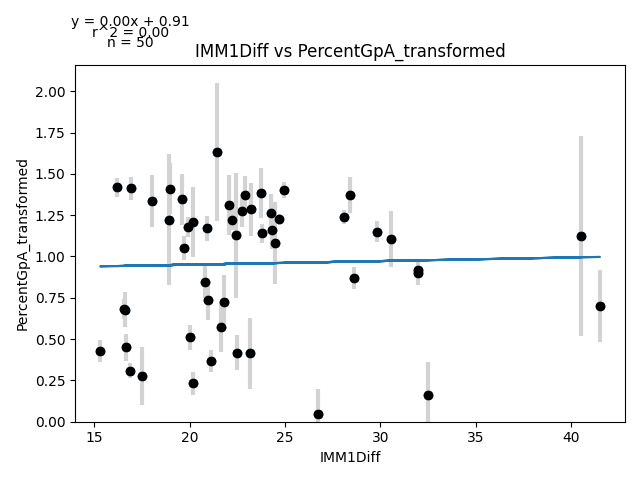 y = 0.00x + 0.91
r^2 = 0.00
n = 50
IMM1Diff vs PercentGpA_transformed
PercentGpA_transformed
2.00
1.75
1.50
1.25
1.00
0.75
0.50
0.25
0.00
15 20 25 30 35 40
IMM1Diff